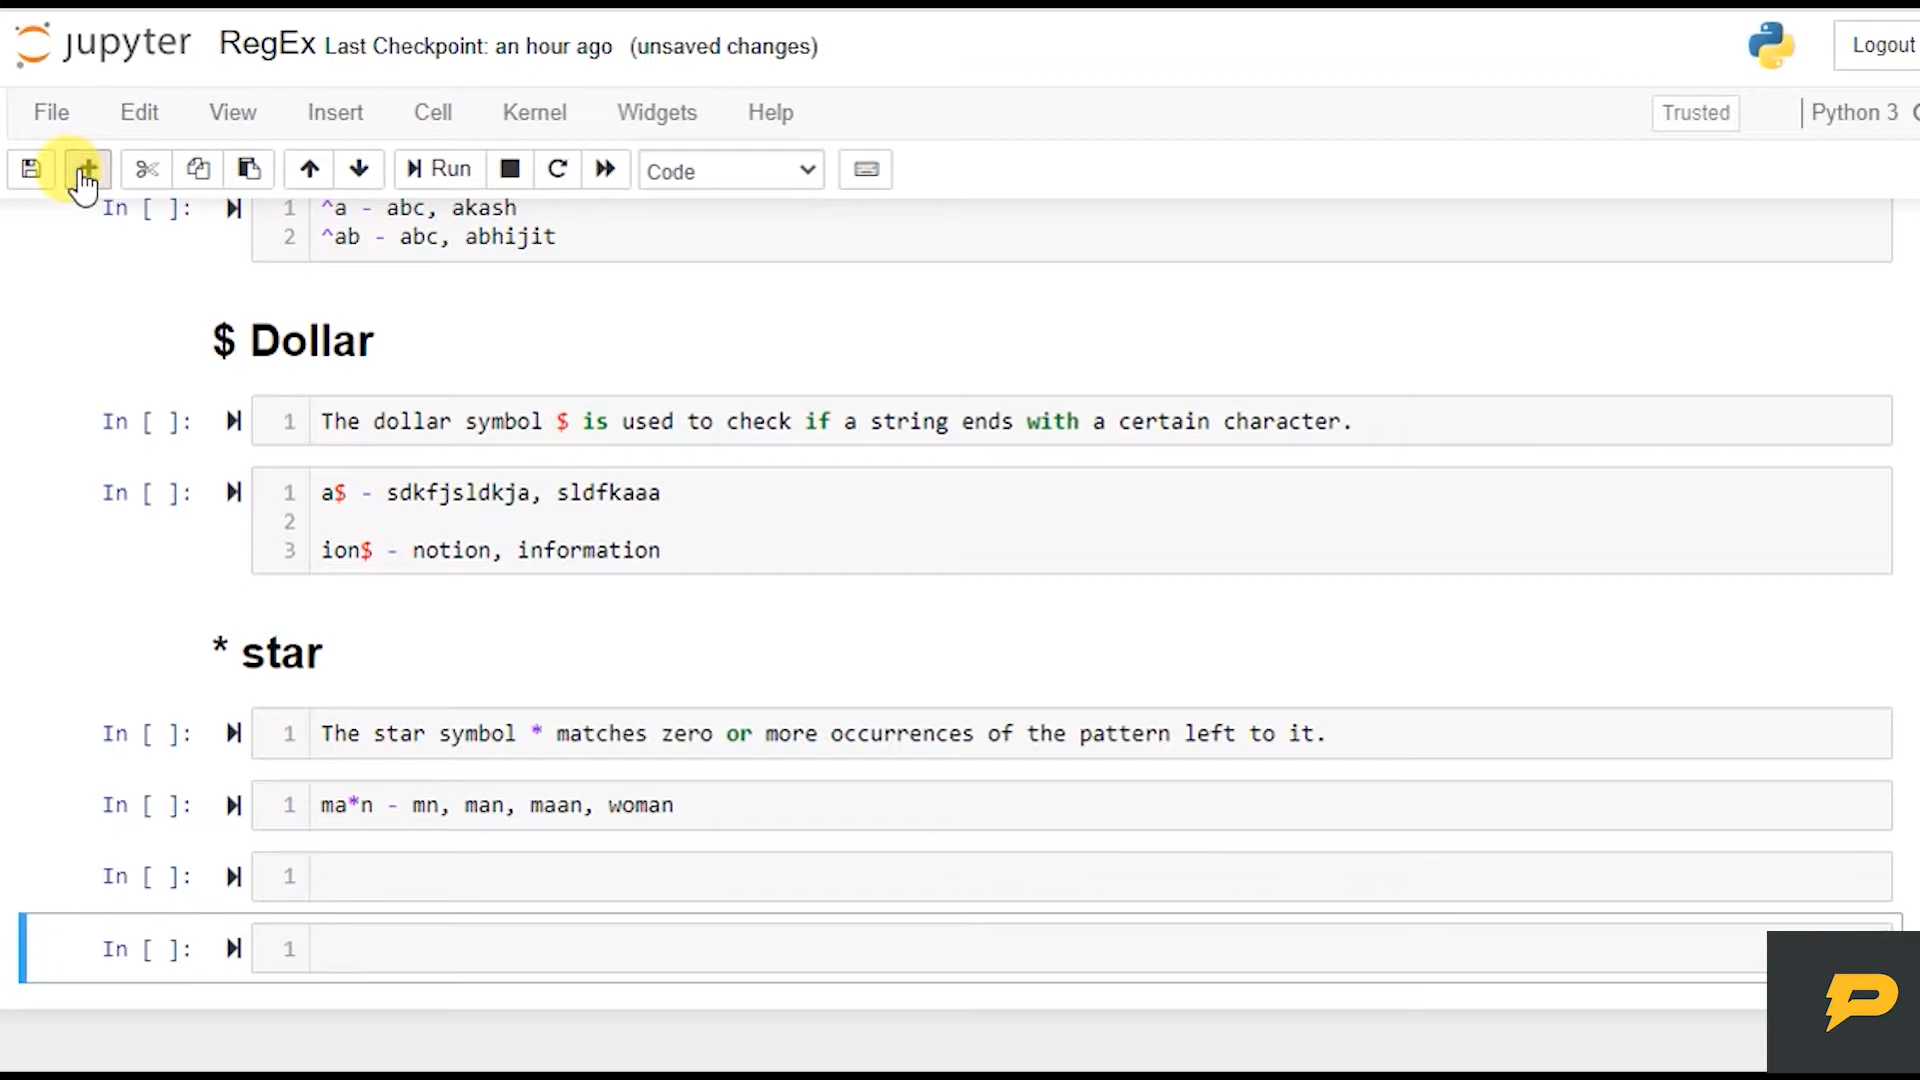 jupyter RegEx Last Checkpoint: an hour ago (unsaved changes)
Logout
File Edit View Insert Cell Kernel Widgets Help
Trusted
Python 3
Run
Code
In [ ]:
1 ^a - abc, akash
2 ^ab - abc, abhijit
$ Dollar
In [ ]: 1 The dollar symbol $ is used to check if a string ends with a certain character.
In [ ]: 1 a$ - sdkfjsldkja, sldfkaaa
2
3 ion$ - notion, information
* star
In [ ]: 1 The star symbol * matches zero or more occurrences of the pattern left to it.
In [ ]: 1 ma*n - mn, man, maan, woman
In [ ]: 1
In [ ]: 1